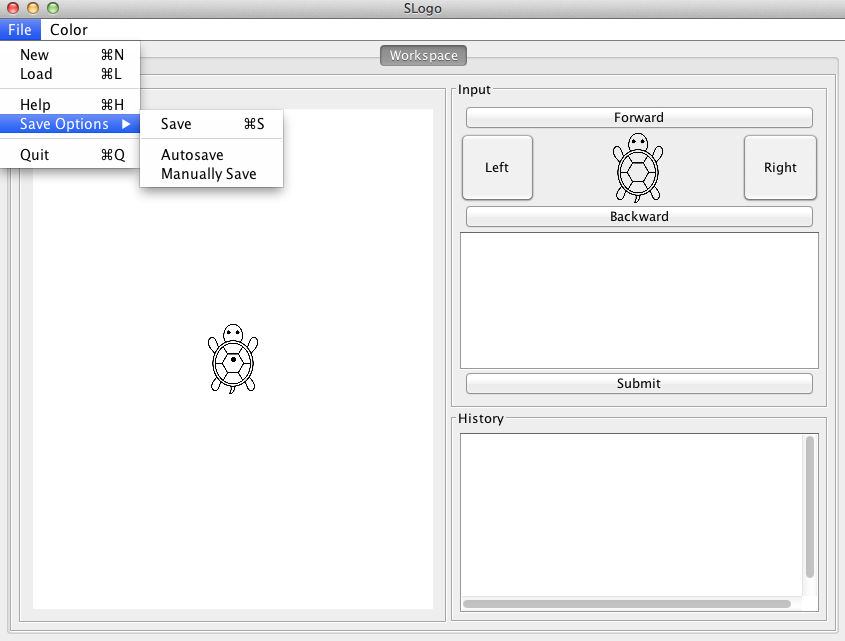 SLogo
File Color
Workspace
New ⌘N
Load ⌘L
Help ⌘H
Save Options ▶
Quit ⌘Q
Save ⌘S
Autosave
Manually Save
Input
Forward
Left
Right
Backward
Submit
History